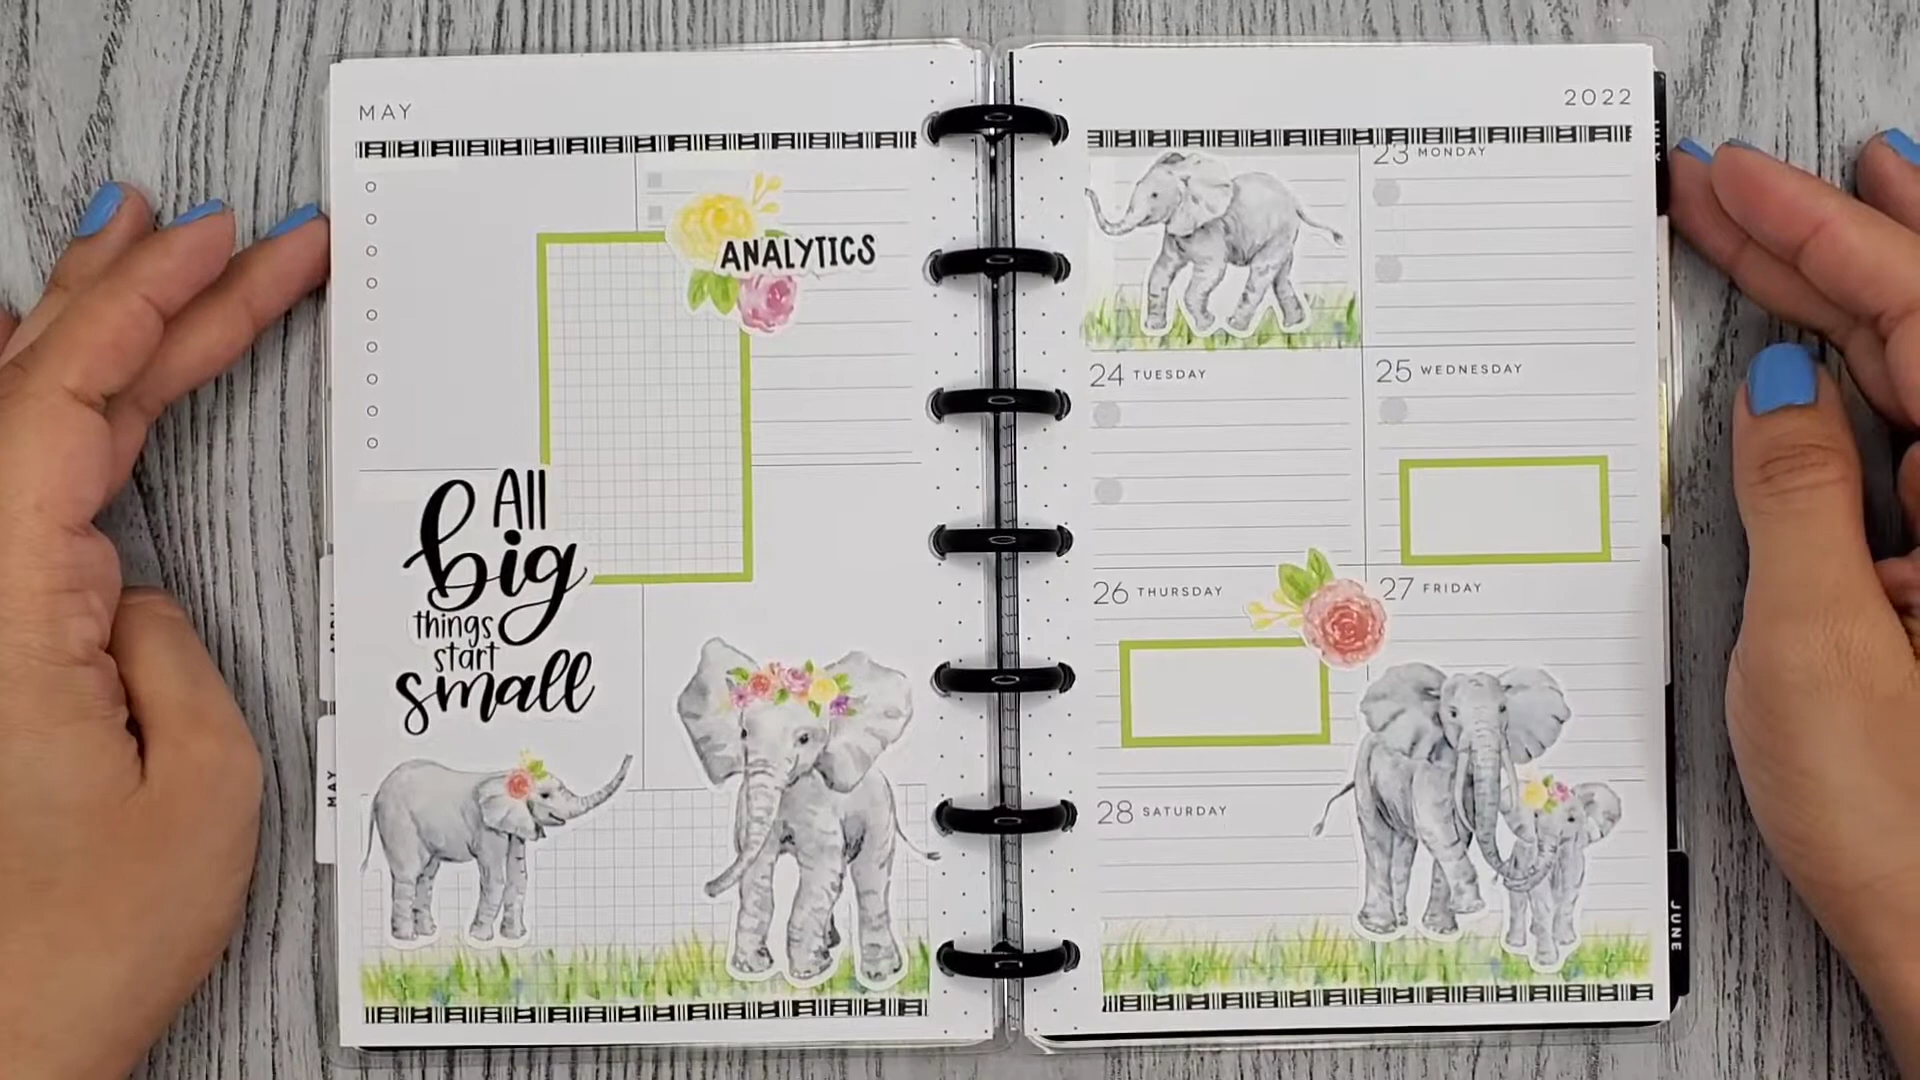 MAY
2022
ANALYTICS
All
big
things
start
small
23 MONDAY
24 TUESDAY
25 WEDNESDAY
26 THURSDAY
27 FRIDAY
28 SATURDAY
MAY
JUNE